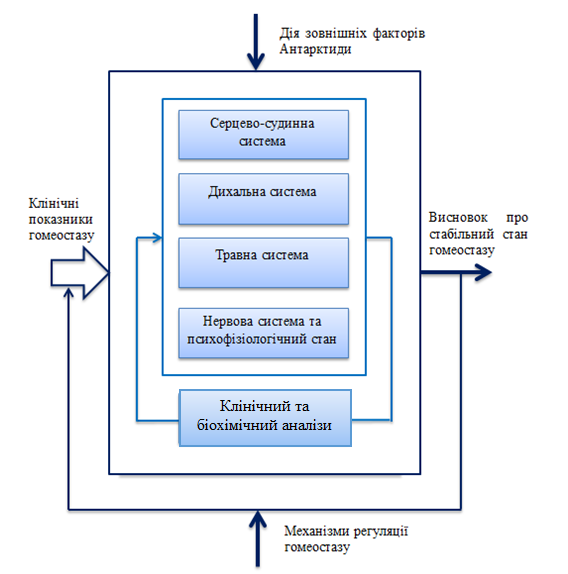 Дія зовнішніх факторів
Антарктиди
Серцево-судинна
система
Дихальна система
Травна система
Нервова система та
психофізіологічний стан
Клінічний та
біохімічний аналізи
Клінічні
показники
гомеостазу
Висновок про
стабільний стан
гомеостазу
Механізми регуляції
гомеостазу